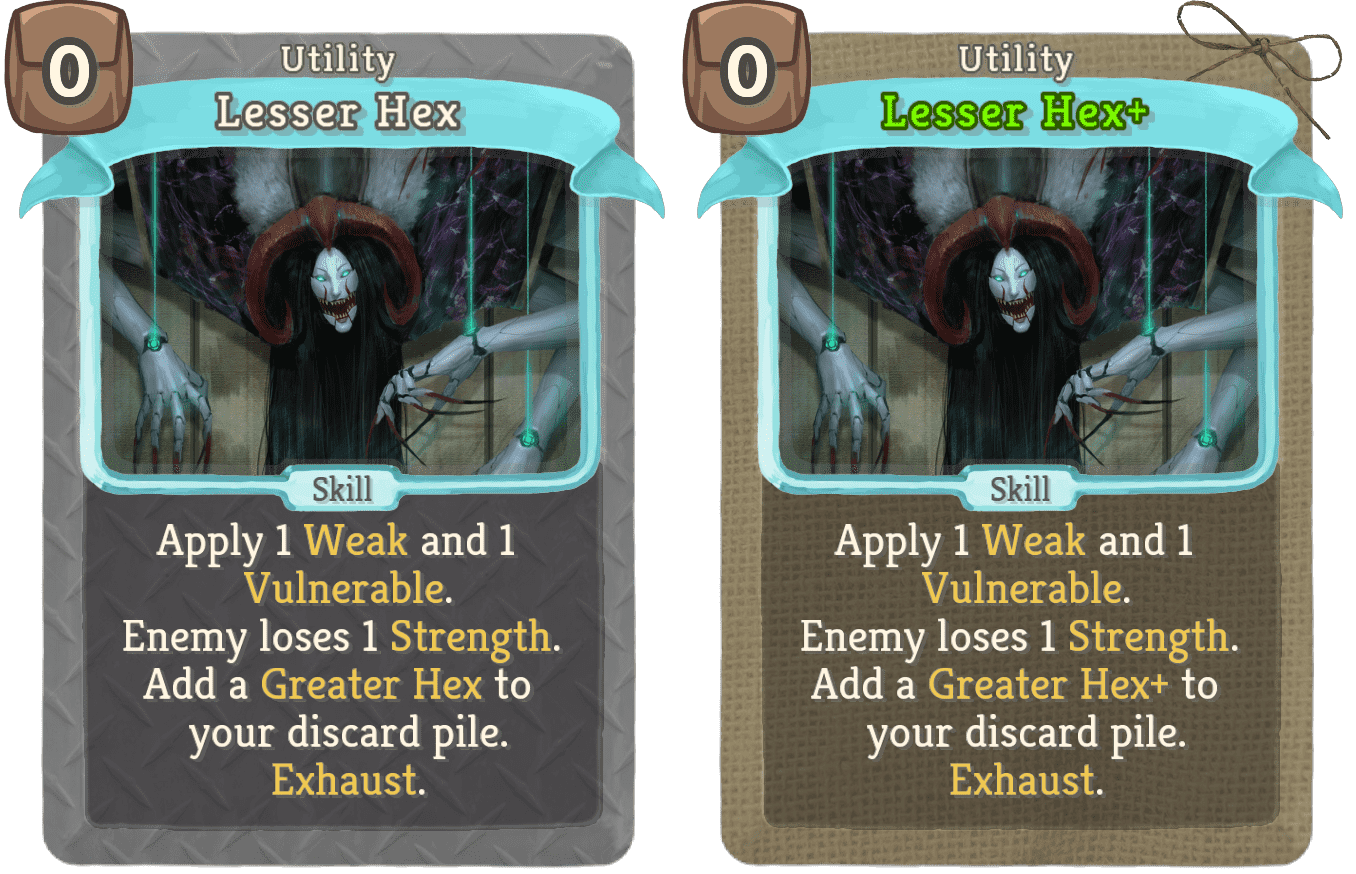 0
Utility
Lesser Hex
Skill
Apply 1 Weak and 1
Vulnerable.
Enemy loses 1 Strength.
Add a Greater Hex to
your discard pile.
Exhaust.
0
Utility
Lesser Hex+
Skill
Apply 1 Weak and 1
Vulnerable.
Enemy loses 1 Strength.
Add a Greater Hex+ to
your discard pile.
Exhaust.